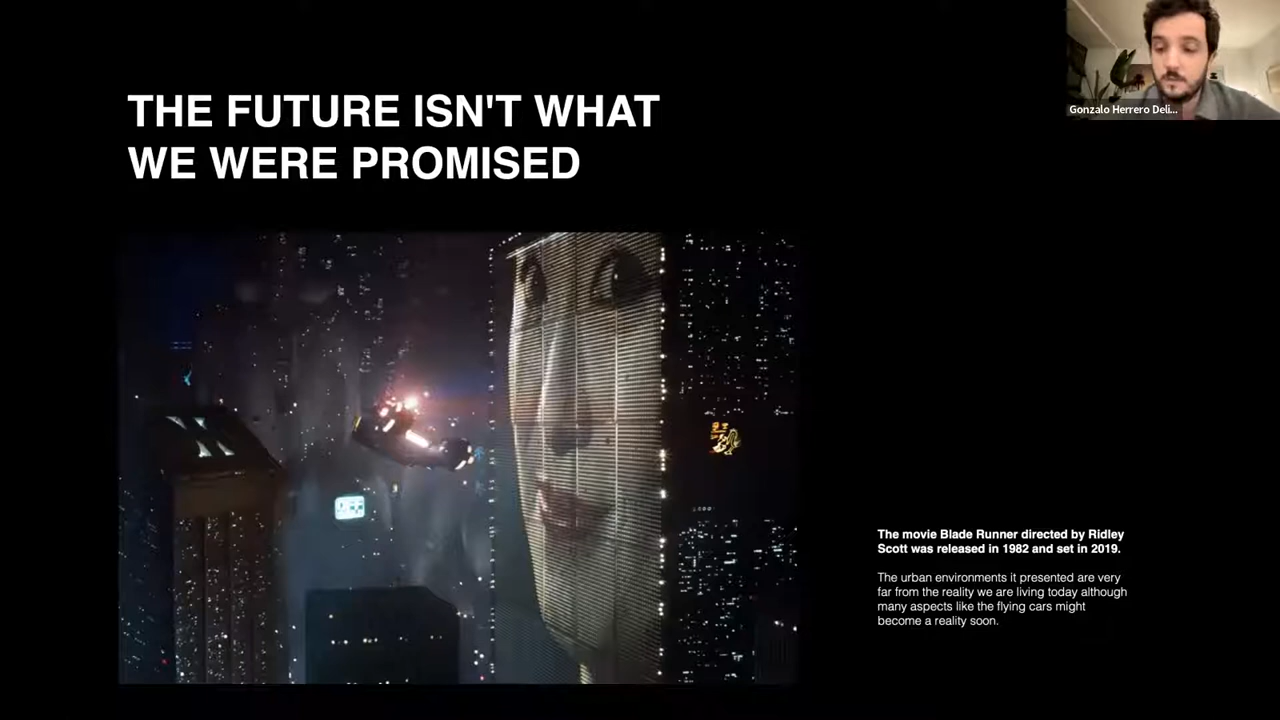 THE FUTURE ISN'T WHAT
WE WERE PROMISED
Gonzalo Herrero Deli...
The movie Blade Runner directed by Ridley
Scott was released in 1982 and set in 2019.
The urban environments it presented are very
far from the reality we are living today although
many aspects like the flying cars might
become a reality soon.